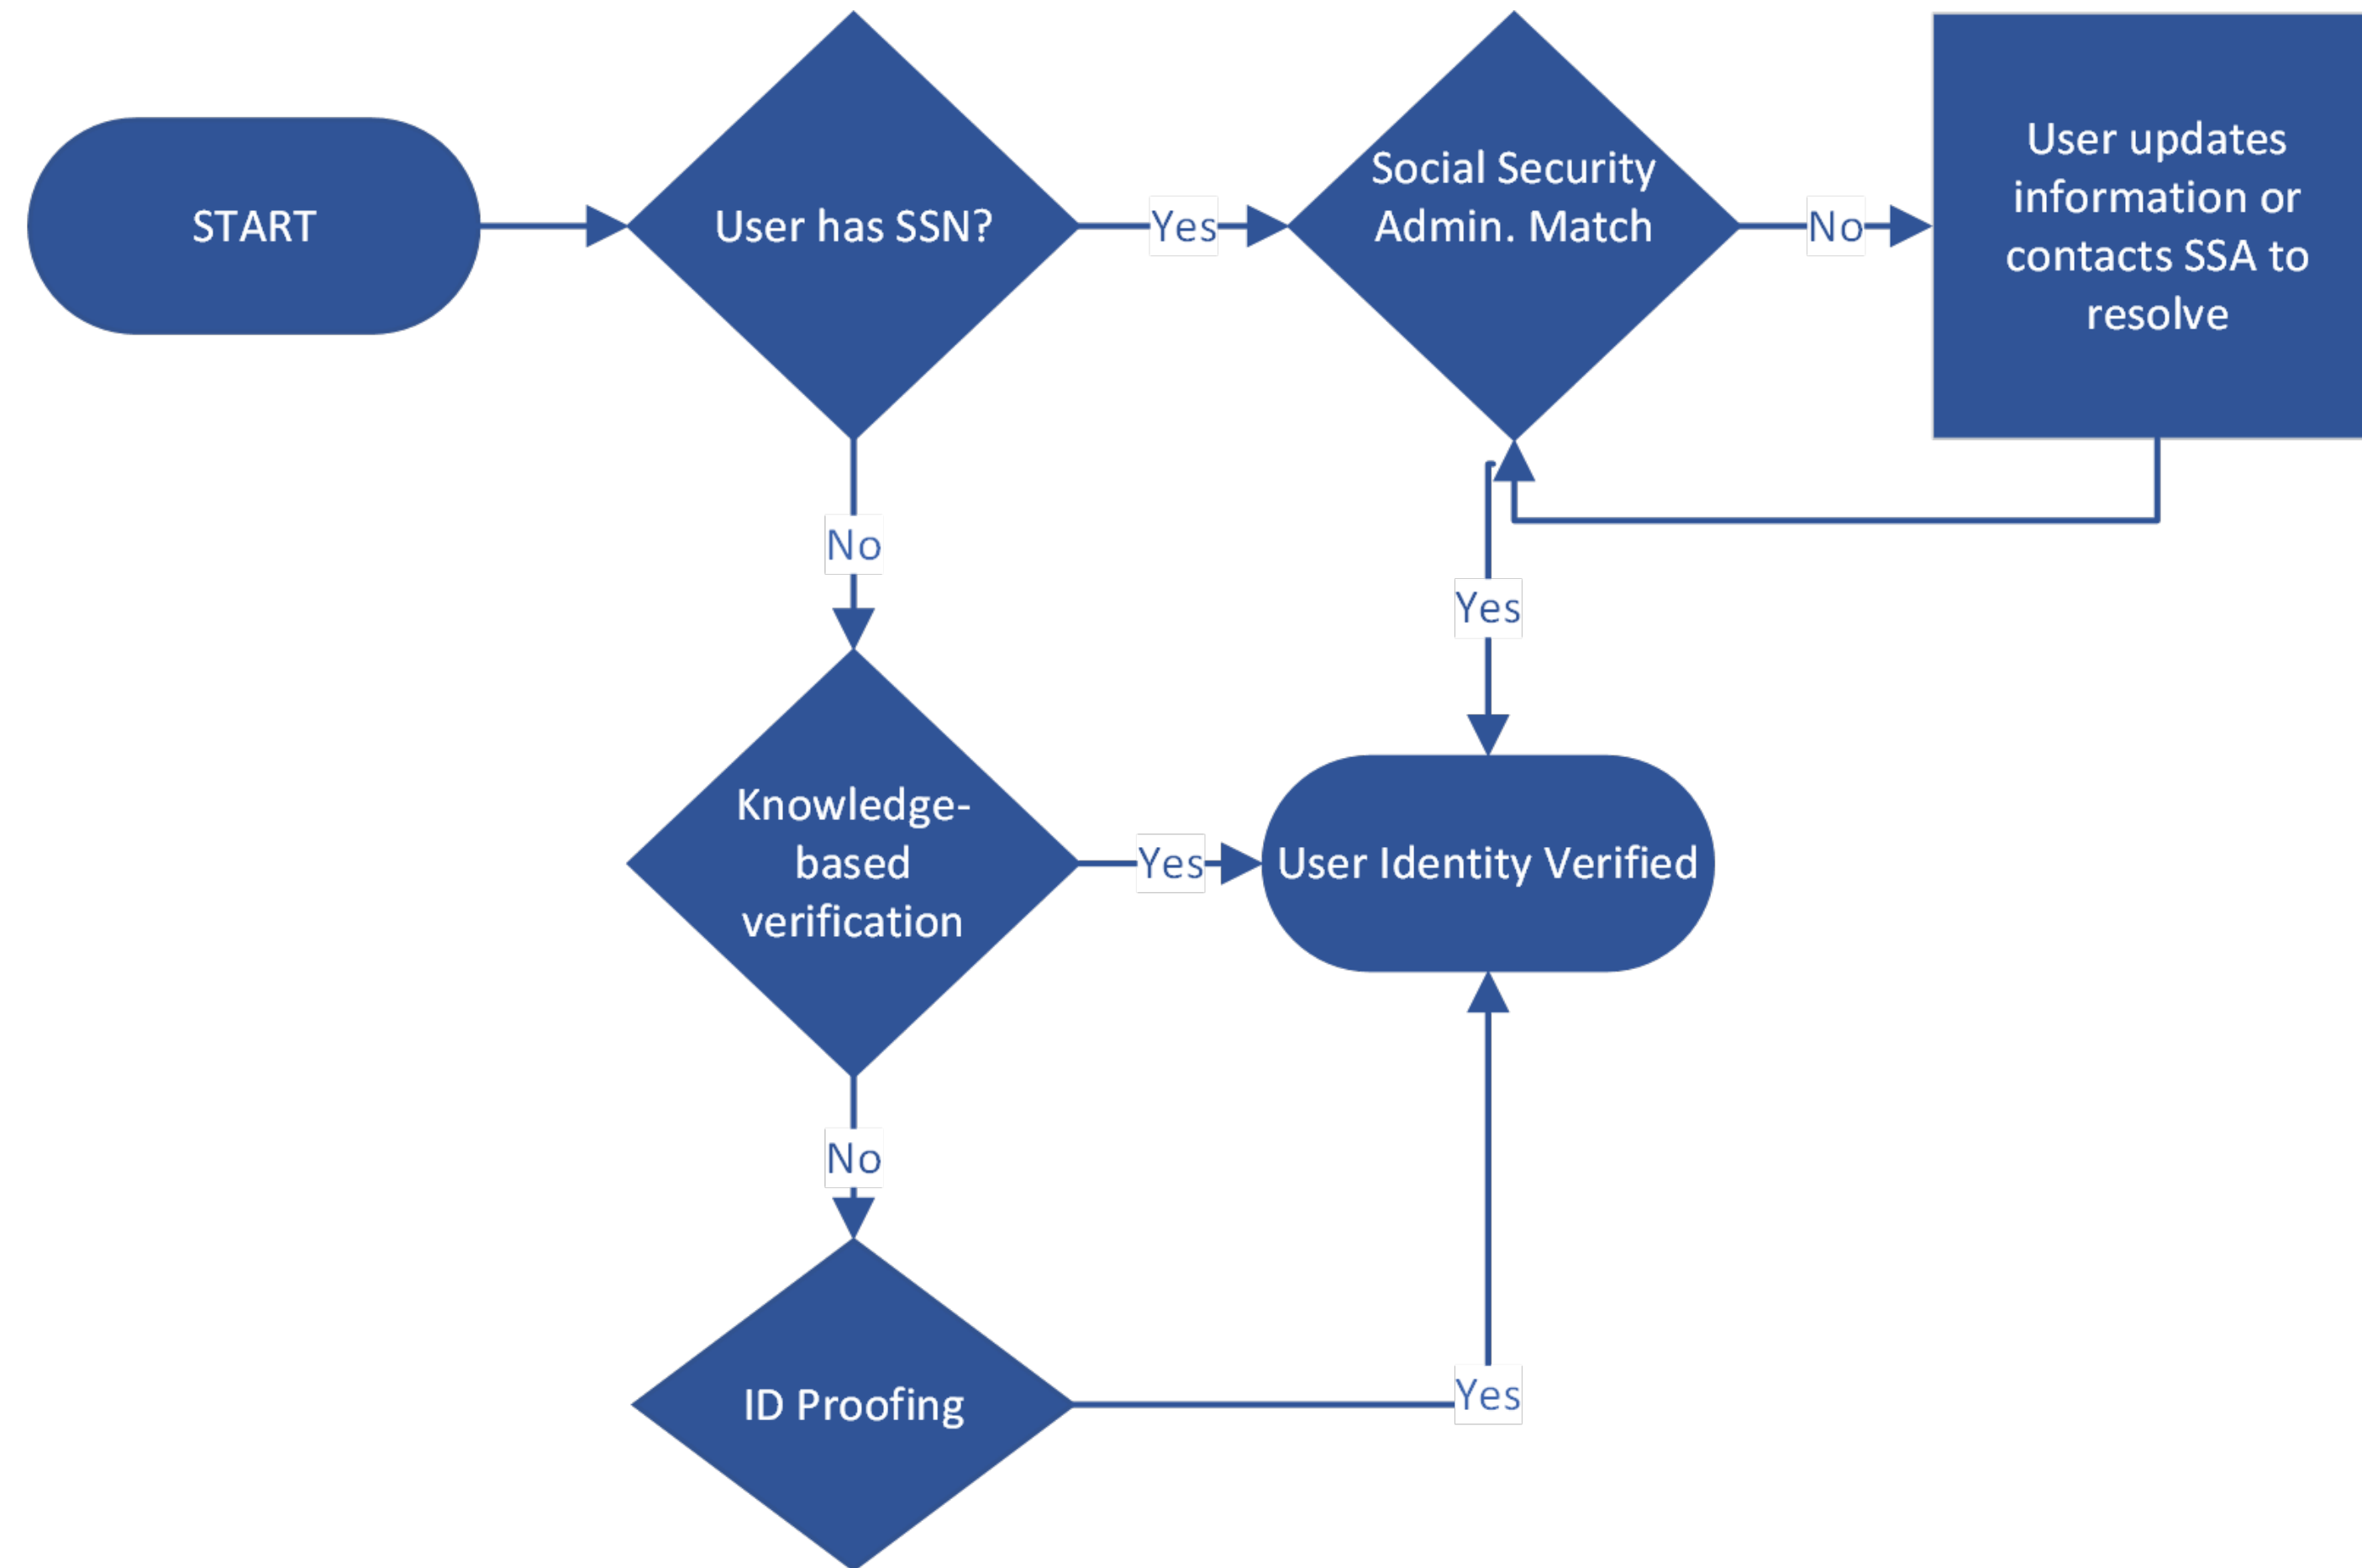 START
User has SSN?
Yes
Social Security
Admin. Match
No
User updates
information or
contacts SSA to
resolve
No
Yes
Knowledge-
based
verification
Yes
User Identity Verified
No
ID Proofing
Yes